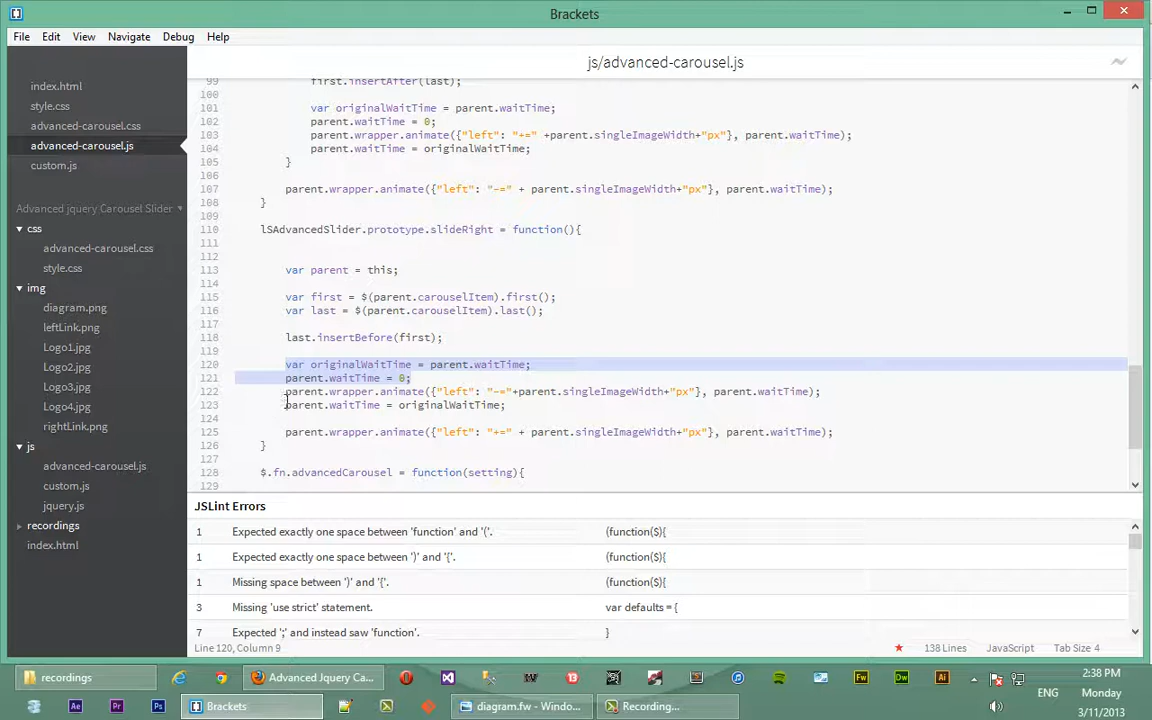 Brackets
File Edit View Navigate Debug Help
js/advanced-carousel.js
index.html
style.css
advanced-carousel.css
advanced-carousel.js
custom.js
Advanced jquery Carousel Slider
css
advanced-carousel.css
style.css
img
diagram.png
leftLink.png
Logo1.jpg
Logo2.jpg
Logo3.jpg
Logo4.jpg
rightLink.png
js
advanced-carousel.js
custom.js
jquery.js
recordings
index.html
99 first.insertAfter(last);
100
101 var originalWaitTime = parent.waitTime;
102 parent.waitTime = 0;
103 parent.wrapper.animate({"left": "+=" +parent.singleImageWidth+"px"}, parent.waitTime);
104 parent.waitTime = originalWaitTime;
105 }
106
107 parent.wrapper.animate({"left": "-=" + parent.singleImageWidth+"px"}, parent.waitTime);
108 }
109
110 lSAdvancedSlider.prototype.slideRight = function(){
111
112
113 var parent = this;
114
115 var first = $(parent.carouselItem).first();
116 var last = $(parent.carouselItem).last();
117
118 last.insertBefore(first);
119
120 var originalWaitTime = parent.waitTime;
121 parent.waitTime = 0;
122 parent.wrapper.animate({"left": "-="+parent.singleImageWidth+"px"}, parent.waitTime);
123 parent.waitTime = originalWaitTime;
124
125 parent.wrapper.animate({"left": "+=" + parent.singleImageWidth+"px"}, parent.waitTime);
126 }
127
128 $.fn.advancedCarousel = function(setting){
129
JSLint Errors
1 Expected exactly one space between 'function' and '('. (function($){
1 Expected exactly one space between ')' and '{'. (function($){
1 Missing space between ')' and '{'. (function($){
3 Missing 'use strict' statement. var defaults = {
7 Expected ';' and instead saw 'function'. }
Line 120, Column 9 138 Lines JavaScript Tab Size 4
recordings Advanced Jquery Ca... Fw Dw Ai 2:38 PM
ENG Monday
Ae Pr Ps Brackets diagram.fw - Windo... Recording... 3/11/2013